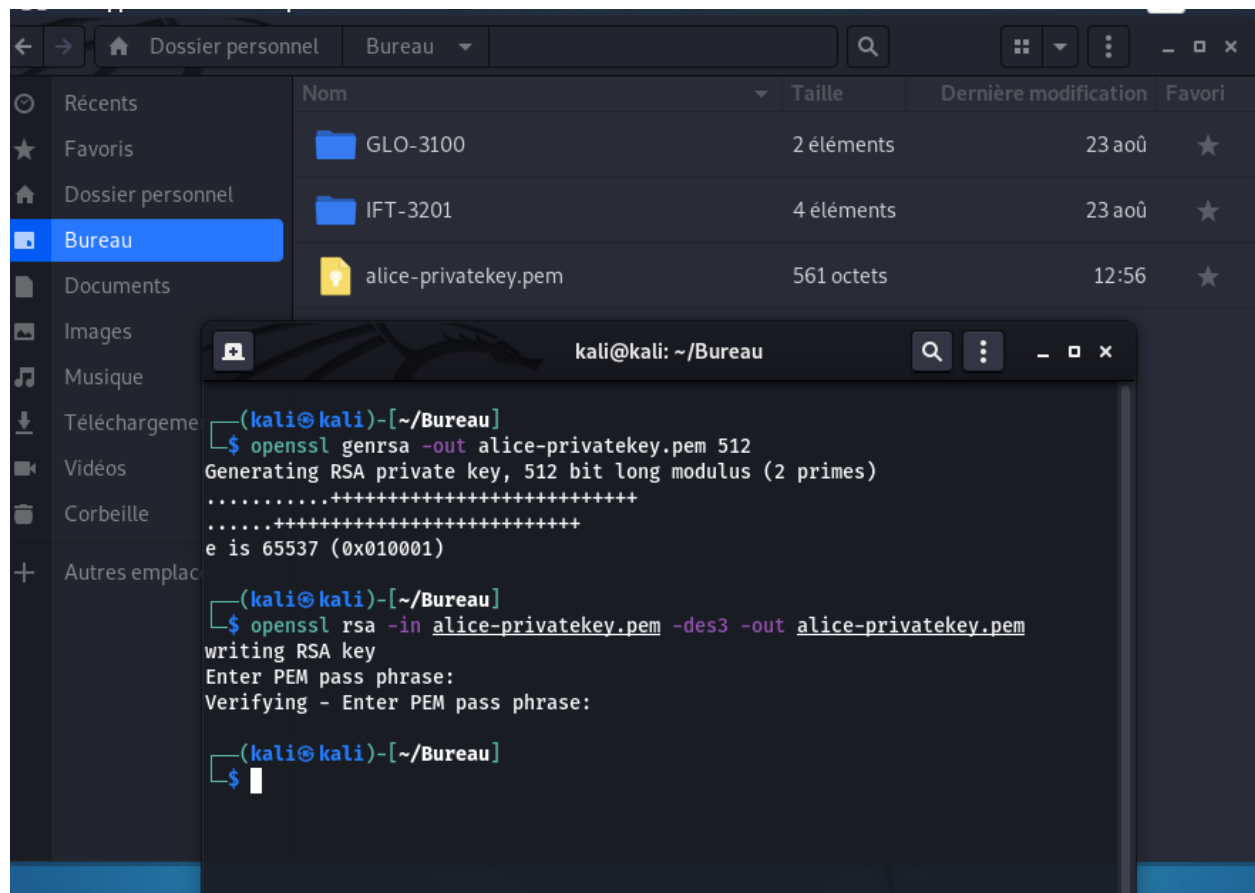 Dossier personnel Bureau
Récents
Favoris
Dossier personnel
Bureau
Documents
Images
Musique
Vidéos
Corbeille
Nom Taille Dernière modification Favori
GLO-3100 2 éléments 23 aoû
IFT-3201 4 éléments 23 aoû
alice-privatekey.pem 561 octets 12:56
kali@kali: ~/Bureau
┌──(kali㉿kali)-[~/Bureau]
└─$ openssl genrsa -out alice-privatekey.pem 512
Generating RSA private key, 512 bit long modulus (2 primes)
...........+++++++++++++++++++++++++++
......+++++++++++++++++++++++++++
e is 65537 (0x010001)
┌──(kali㉿kali)-[~/Bureau]
└─$ openssl rsa -in alice-privatekey.pem -des3 -out alice-privatekey.pem
writing RSA key
Enter PEM pass phrase:
Verifying - Enter PEM pass phrase:
┌──(kali㉿kali)-[~/Bureau]
└─$